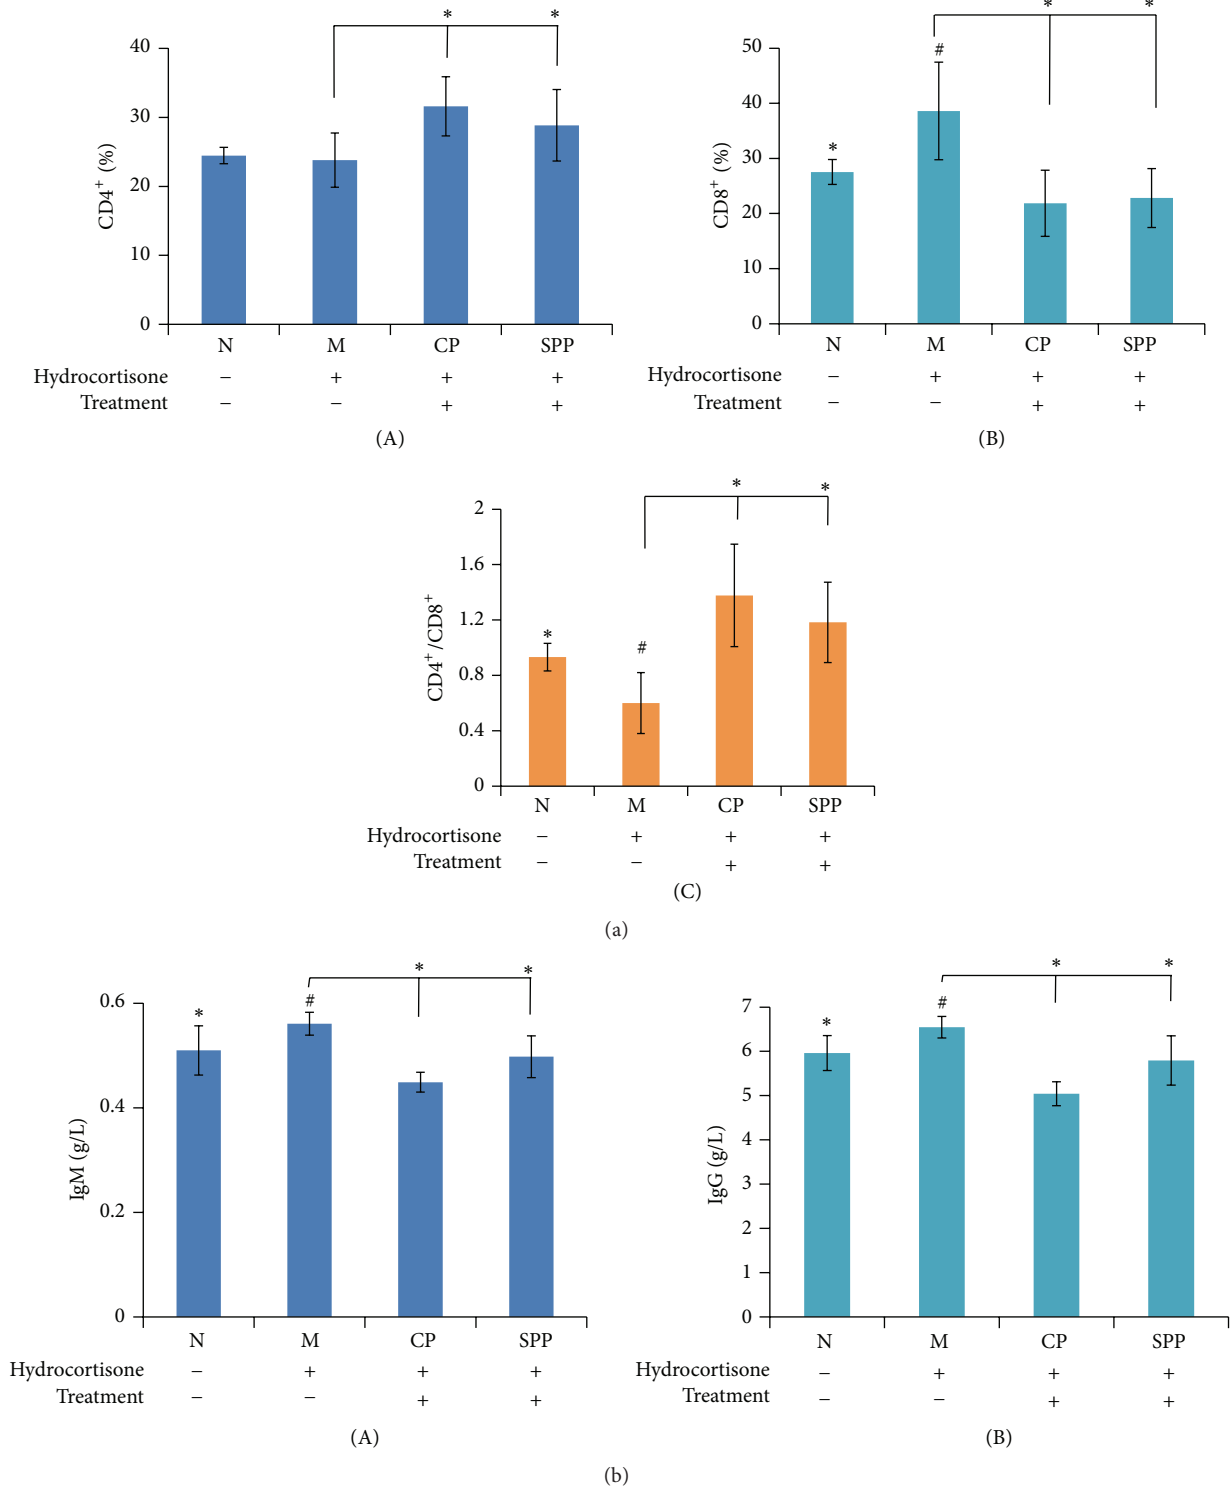 * *
40
30
20
10
0
CD4+ (%)
N M CP SPP
Hydrocortisone − + + +
Treatment − − + +
(A)
* *
#
*
50
40
30
20
10
0
CD8+ (%)
N M CP SPP
Hydrocortisone − + + +
Treatment − − + +
(B)
* *
*
#
2
1.6
1.2
0.8
0.4
0
CD4+/CD8+
N M CP SPP
Hydrocortisone − + + +
Treatment − − + +
(C)
(a)
* *
#
*
0.6
0.4
0.2
0
IgM (g/L)
N M CP SPP
Hydrocortisone − + + +
Treatment − − + +
(A)
* *
#
*
7
6
5
4
3
2
1
0
IgG (g/L)
N M CP SPP
Hydrocortisone − + + +
Treatment − − + +
(B)
(b)